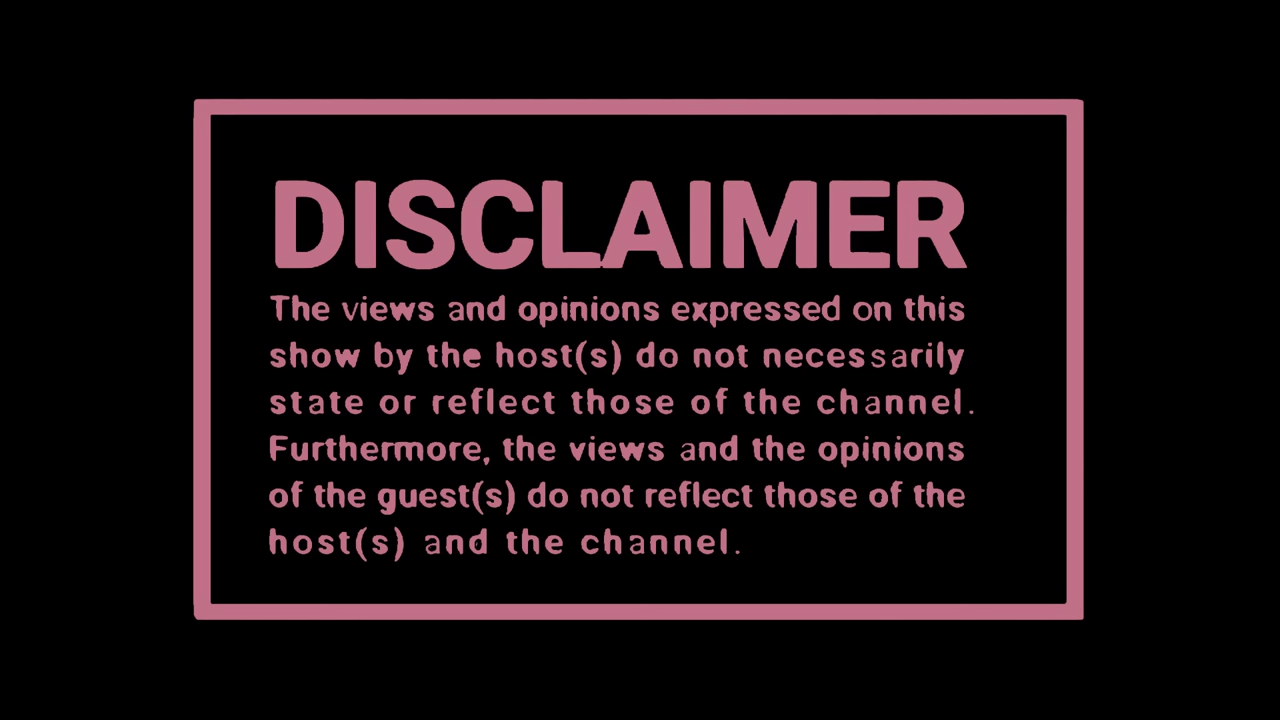 DISCLAIMER
The views and opinions expressed on this
show by the host(s) do not necessarily
state or reflect those of the channel.
Furthermore, the views and the opinions
of the guest(s) do not reflect those of the
host(s) and the channel.